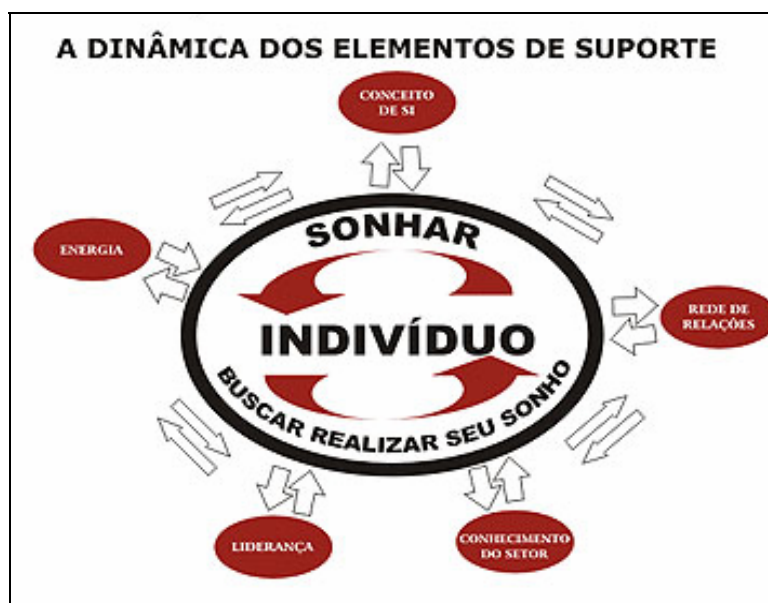 A DINÂMICA DOS ELEMENTOS DE SUPORTE
CONCEITO
DE SI
SONHAR
ENERGIA
INDIVÍDUO
REDE DE
RELAÇÕES
BUSCAR REALIZAR SEU SONHO
LIDERANÇA
CONHECIMENTO
DO SETOR